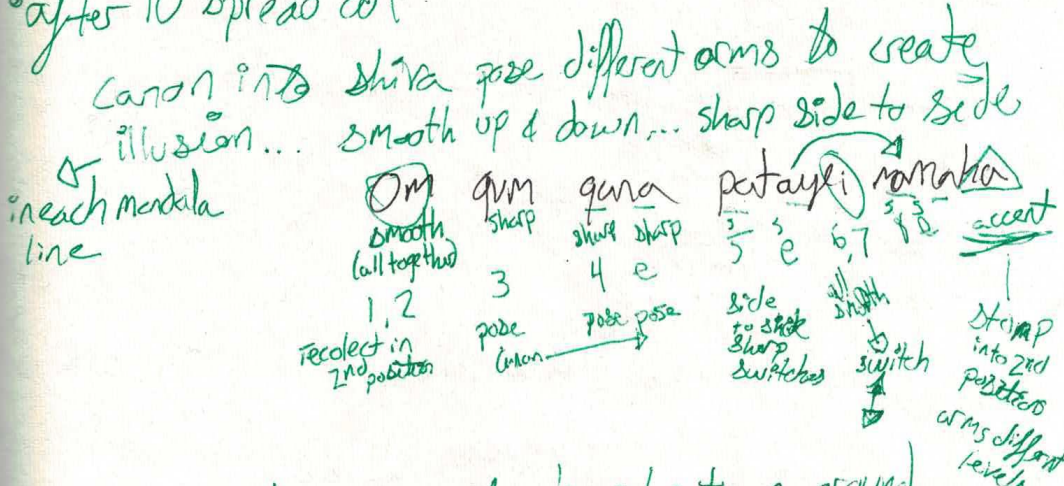 after 10 spread out
Canon into shiva pose different arms to create
illusion... smooth up & down... sharp side to side
in each mandala
line
Om gum gana patayei namaha
smooth sharp sharp sharp s s s s accent
(all together)
1, 2 3 4 e 5 e 6, 7 8
recolect in
2nd position
pose pose pose
Canon
side
to side
sharp
switches
all
smooth
switch
stomp
into 2nd
position
arms different
levels
around